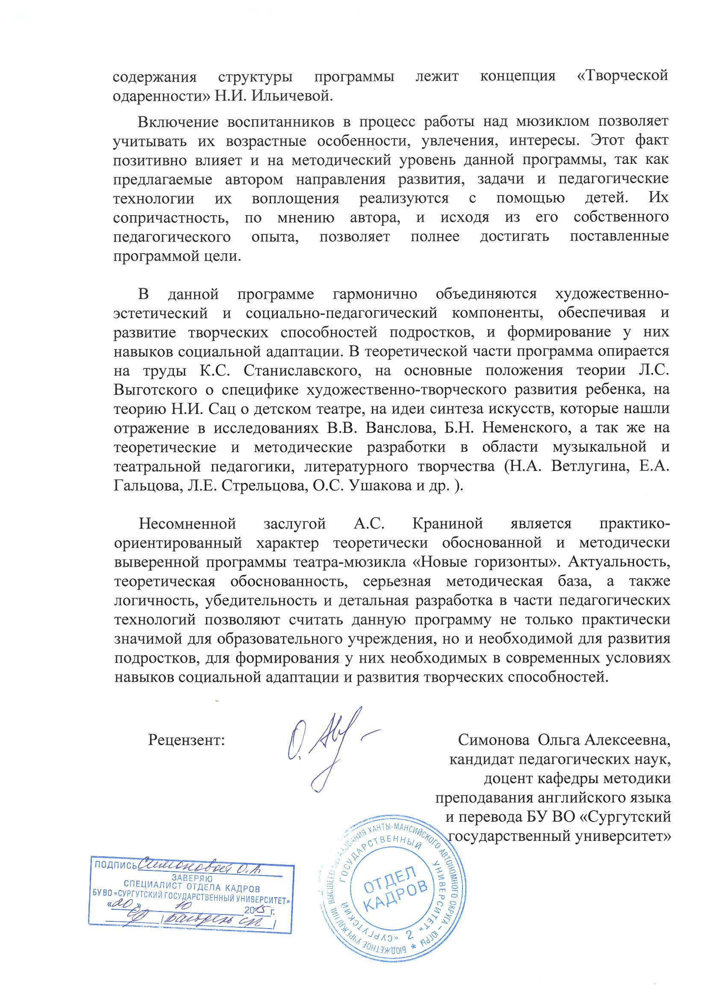 содержания структуры программы лежит концепция «Творческой
одаренности» Н.И. Ильичевой.
Включение воспитанников в процесс работы над мюзиклом позволяет
учитывать их возрастные особенности, увлечения, интересы. Этот факт
позитивно влияет и на методический уровень данной программы, так как
предлагаемые автором направления развития, задачи и педагогические
технологии их воплощения реализуются с помощью детей. Их
сопричастность, по мнению автора, и исходя из его собственного
педагогического опыта, позволяет полнее достигать поставленные
программой цели.
В данной программе гармонично объединяются художественно-
эстетический и социально-педагогический компоненты, обеспечивая и
развитие творческих способностей подростков, и формирование у них
навыков социальной адаптации. В теоретической части программа опирается
на труды К.С. Станиславского, на основные положения теории Л.С.
Выготского о специфике художественно-творческого развития ребенка, на
теорию Н.И. Сац о детском театре, на идеи синтеза искусств, которые нашли
отражение в исследованиях В.В. Ванслова, Б.Н. Неменского, а так же на
теоретические и методические разработки в области музыкальной и
театральной педагогики, литературного творчества (Н.А. Ветлугина, Е.А.
Гальцова, Л.Е. Стрельцова, О.С. Ушакова и др. ).
Несомненной заслугой А.С. Краниной является практико-
ориентированный характер теоретически обоснованной и методически
выверенной программы театра-мюзикла «Новые горизонты». Актуальность,
теоретическая обоснованность, серьезная методическая база, а также
логичность, убедительность и детальная разработка в части педагогических
технологий позволяют считать данную программу не только практически
значимой для образовательного учреждения, но и необходимой для развития
подростков, для формирования у них необходимых в современных условиях
навыков социальной адаптации и развития творческих способностей.
Рецензент:
Симонова Ольга Алексеевна,
кандидат педагогических наук,
доцент кафедры методики
преподавания английского языка
и перевода БУ ВО «Сургутский
государственный университет»
ПОДПИСЬ Симоновой О.А.
ЗАВЕРЯЮ
СПЕЦИАЛИСТ ОТДЕЛА КАДРОВ
БУ ВО «СУРГУТСКИЙ ГОСУДАРСТВЕННЫЙ УНИВЕРСИТЕТ»
«20» 10 2015 г.
БЮДЖЕТНОЕ УЧРЕЖДЕНИЕ ВЫСШЕГО ОБРАЗОВАНИЯ ХАНТЫ-МАНСИЙСКОГО АВТОНОМНОГО ОКРУГА – ЮГРЫ *
«СУРГУТСКИЙ ГОСУДАРСТВЕННЫЙ УНИВЕРСИТЕТ» 2
ОТДЕЛ
КАДРОВ